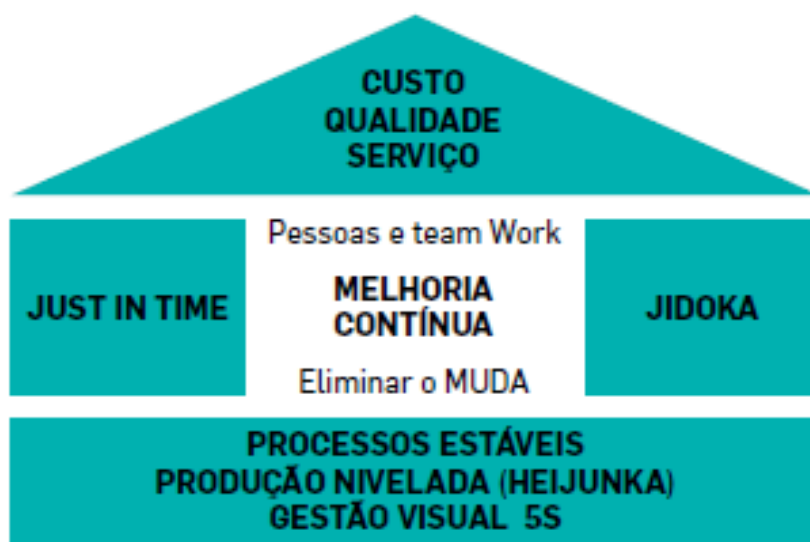 CUSTO
QUALIDADE
SERVIÇO
Pessoas e team Work
JUST IN TIME
MELHORIA
CONTÍNUA
JIDOKA
Eliminar o MUDA
PROCESSOS ESTÁVEIS
PRODUÇÃO NIVELADA (HEIJUNKA)
GESTÃO VISUAL 5S